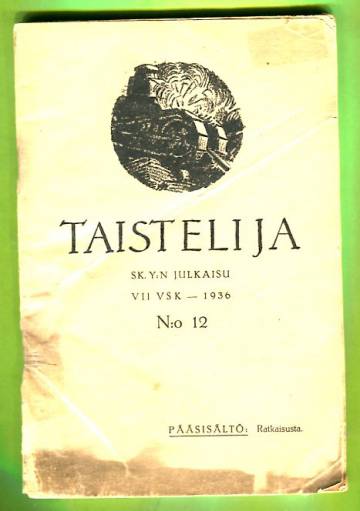 TAISTELIJA
SK.Y:N JULKAISU
VII VSK — 1936
N:o 12
PÄÄSISÄLTÖ: Ratkaisusta.